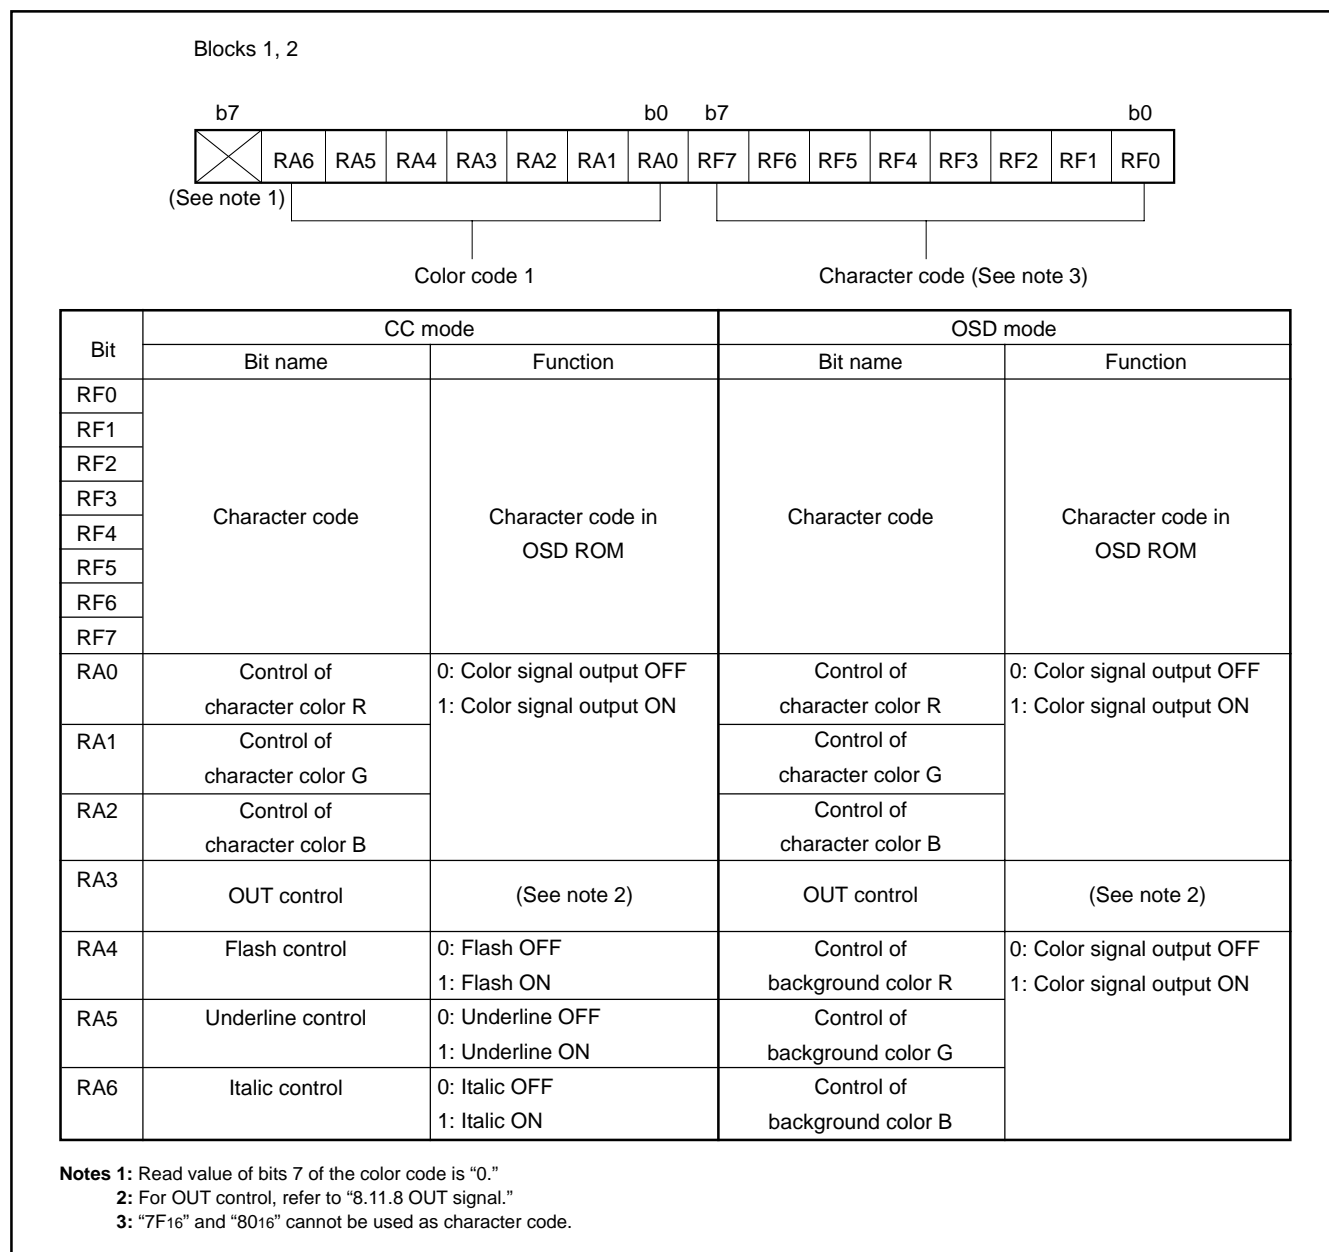 Blocks 1, 2
b7 b0 b7 b0
RA6 RA5 RA4 RA3 RA2 RA1 RA0 RF7 RF6 RF5 RF4 RF3 RF2 RF1 RF0
(See note 1)
Color code 1 Character code (See note 3)
Bit CC mode OSD mode
Bit name Function Bit name Function
RF0
RF1
RF2
RF3
RF4
RF5
RF6
RF7
Character code
Character code in
OSD ROM
Character code
Character code in
OSD ROM
RA0 Control of 0: Color signal output OFF Control of 0: Color signal output OFF
character color R 1: Color signal output ON character color R 1: Color signal output ON
RA1 Control of Control of
character color G character color G
RA2 Control of Control of
character color B character color B
RA3 OUT control (See note 2) OUT control (See note 2)
RA4 Flash control 0: Flash OFF Control of 0: Color signal output OFF
1: Flash ON background color R 1: Color signal output ON
RA5 Underline control 0: Underline OFF Control of
1: Underline ON background color G
RA6 Italic control 0: Italic OFF Control of
1: Italic ON background color B
Notes 1: Read value of bits 7 of the color code is “0.”
2: For OUT control, refer to “8.11.8 OUT signal.”
3: “7F16” and “8016” cannot be used as character code.